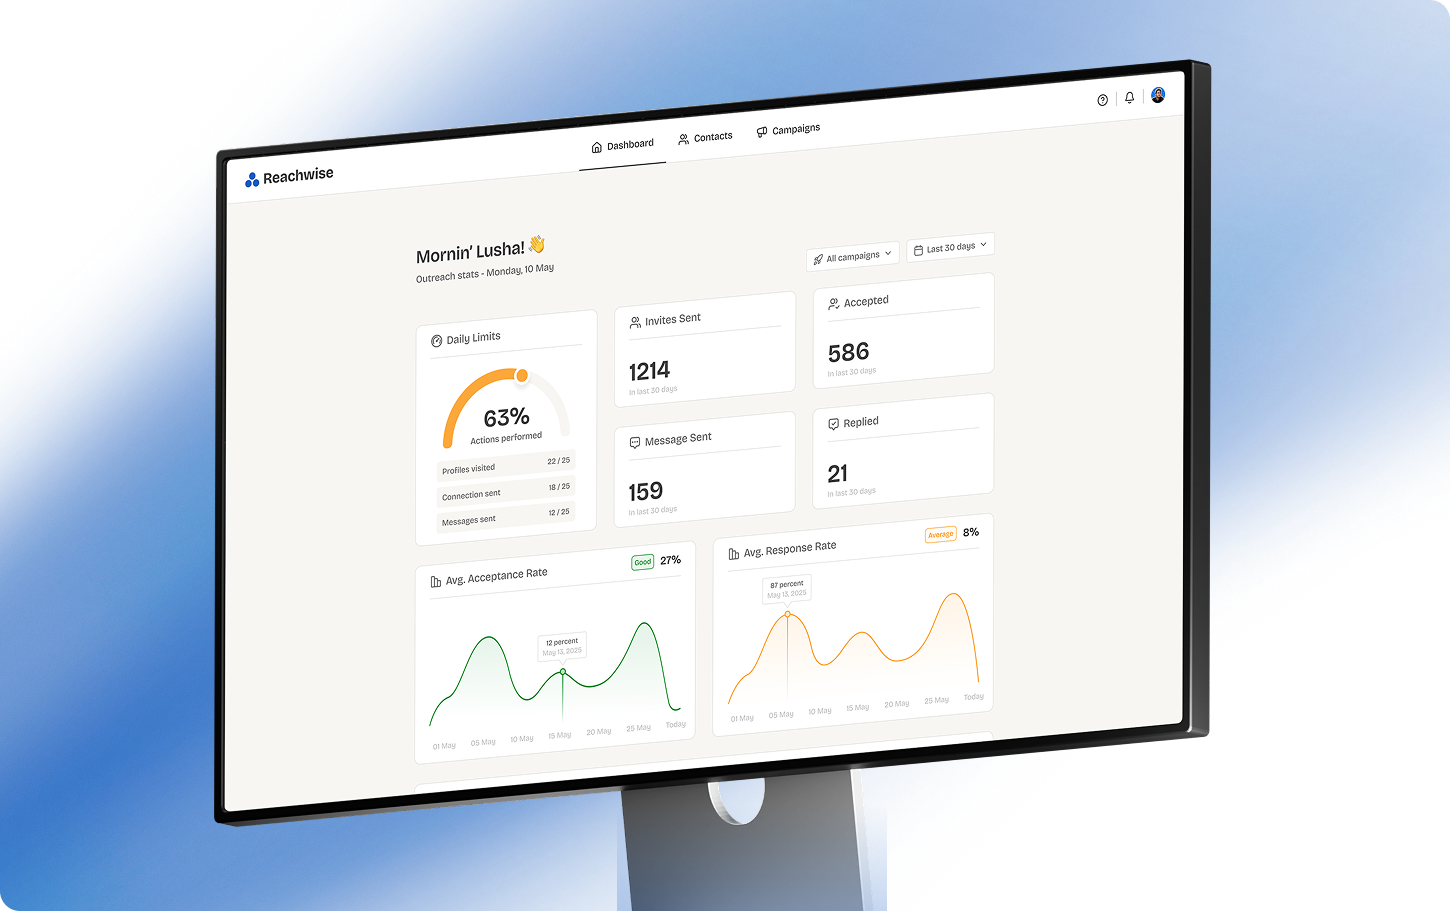 Reachwise
Dashboard
Contacts
Campaigns
Mornin' Lusha! 👋
Outreach stats - Monday, 10 May
All campaigns
Last 30 days
Daily Limits
63%
Actions performed
Profiles visited 22 / 25
Connection sent 18 / 25
Messages sent 12 / 25
Invites Sent
1214
In last 30 days
Accepted
586
In last 30 days
Message Sent
159
In last 30 days
Replied
21
In last 30 days
Avg. Acceptance Rate Good 27%
12 percent
May 13, 2025
01 May 05 May 10 May 15 May 20 May 25 May Today
Avg. Response Rate Average 8%
87 percent
May 13, 2025
01 May 05 May 10 May 15 May 20 May 25 May Today